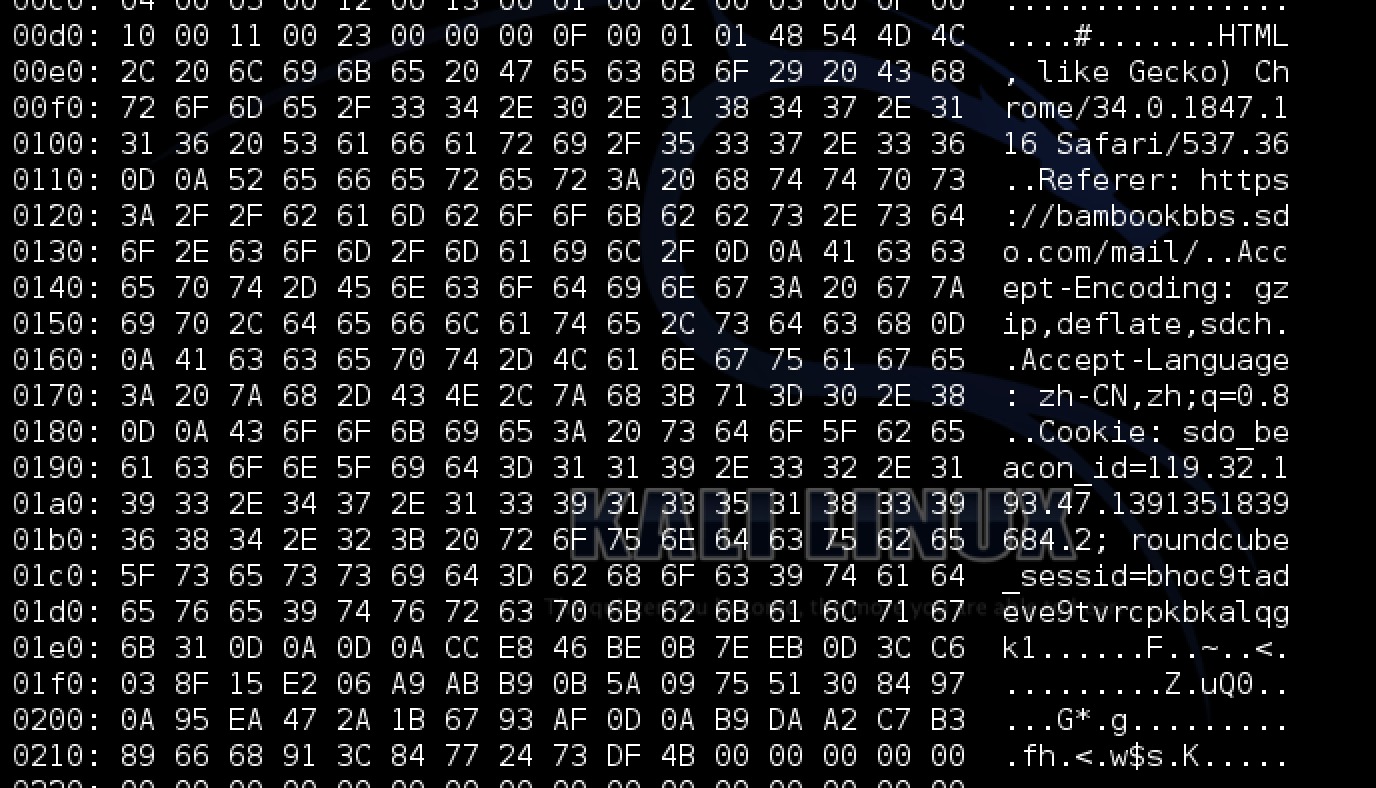 00d0: 10 00 11 00 23 00 00 00 0F 00 01 01 48 54 4D 4C ....#.......HTML
00e0: 2C 20 6C 69 6B 65 20 47 65 63 6B 6F 29 20 43 68 , like Gecko) Ch
00f0: 72 6F 6D 65 2F 33 34 2E 30 2E 31 38 34 37 2E 31 rome/34.0.1847.1
0100: 31 36 20 53 61 66 61 72 69 2F 35 33 37 2E 33 36 16 Safari/537.36
0110: 0D 0A 52 65 66 65 72 65 72 3A 20 68 74 74 70 73 ..Referer: https
0120: 3A 2F 2F 62 61 6D 62 6F 6F 6B 62 62 73 2E 73 64 ://bambookbbs.sd
0130: 6F 2E 63 6F 6D 2F 6D 61 69 6C 2F 0D 0A 41 63 63 o.com/mail/..Acc
0140: 65 70 74 2D 45 6E 63 6F 64 69 6E 67 3A 20 67 7A ept-Encoding: gz
0150: 69 70 2C 64 65 66 6C 61 74 65 2C 73 64 63 68 0D ip,deflate,sdch.
0160: 0A 41 63 63 65 70 74 2D 4C 61 6E 67 75 61 67 65 .Accept-Language
0170: 3A 20 7A 68 2D 43 4E 2C 7A 68 3B 71 3D 30 2E 38 : zh-CN,zh;q=0.8
0180: 0D 0A 43 6F 6F 6B 69 65 3A 20 73 64 6F 5F 62 65 ..Cookie: sdo_be
0190: 61 63 6F 6E 5F 69 64 3D 31 31 39 2E 33 32 2E 31 acon_id=119.32.1
01a0: 39 33 2E 34 37 2E 31 33 39 31 33 35 31 38 33 39 93.47.1391351839
KALI LINUX
01b0: 36 38 34 2E 32 3B 20 72 6F 75 6E 64 63 75 62 65 684.2; roundcube
01c0: 5F 73 65 73 73 69 64 3D 62 68 6F 63 39 74 61 64 _sessid=bhoc9tad
01d0: 65 76 65 39 74 76 72 63 70 6B 62 6B 61 6C 71 67 eve9tvrcpkbkalqg
01e0: 6B 31 0D 0A 0D 0A CC E8 46 BE 0B 7E EB 0D 3C C6 k1......F..~..<.
01f0: 03 8F 15 E2 06 A9 AB B9 0B 5A 09 75 51 30 84 97 .........Z.uQ0..
0200: 0A 95 EA 47 2A 1B 67 93 AF 0D 0A B9 DA A2 C7 B3 ...G*.g.........
0210: 89 66 68 91 3C 84 77 24 73 DF 4B 00 00 00 00 00 .fh.<.w$s.K.....